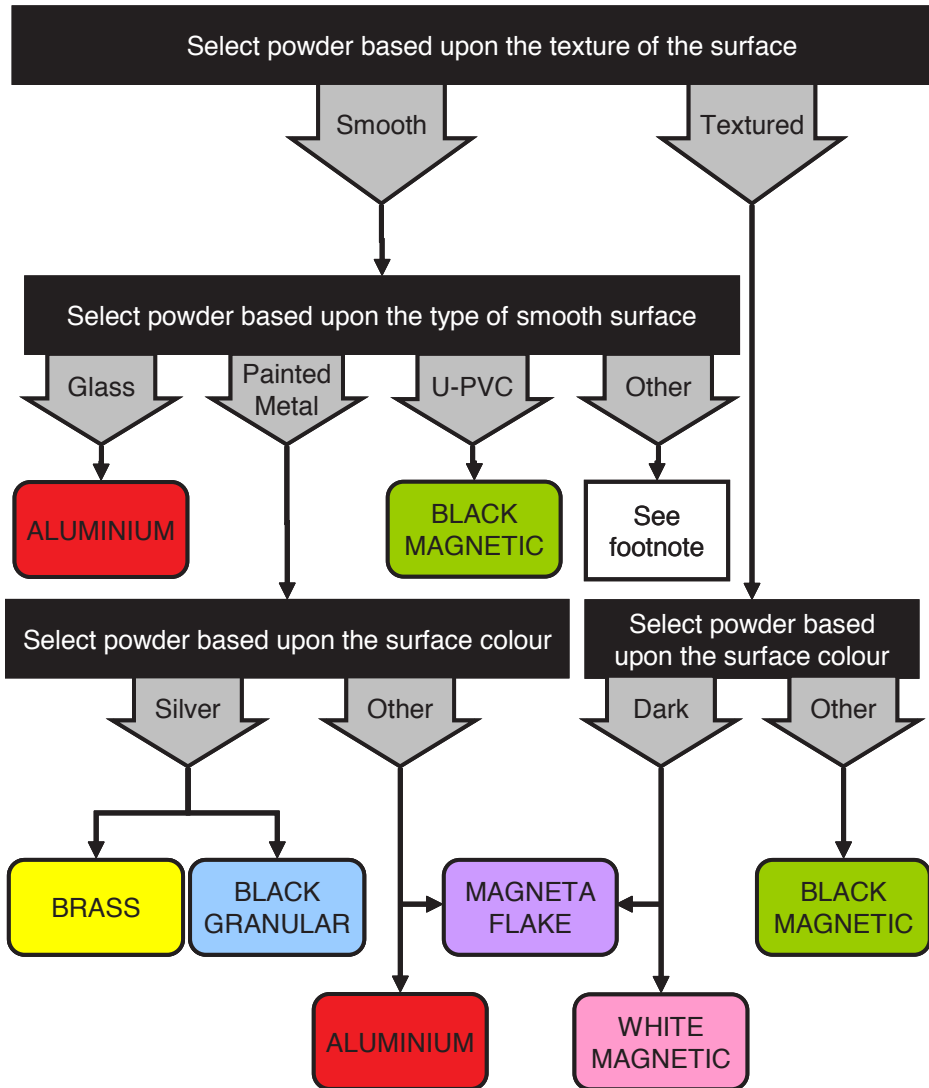 Select powder based upon the texture of the surface
Smooth
Textured
Select powder based upon the type of smooth surface
Glass
Painted
Metal
U-PVC
Other
ALUMINIUM
BLACK
MAGNETIC
See
footnote
Select powder based upon the surface colour
Select powder based
upon the surface colour
Silver
Other
Dark
Other
BRASS
BLACK
GRANULAR
MAGNETA
FLAKE
BLACK
MAGNETIC
ALUMINIUM
WHITE
MAGNETIC